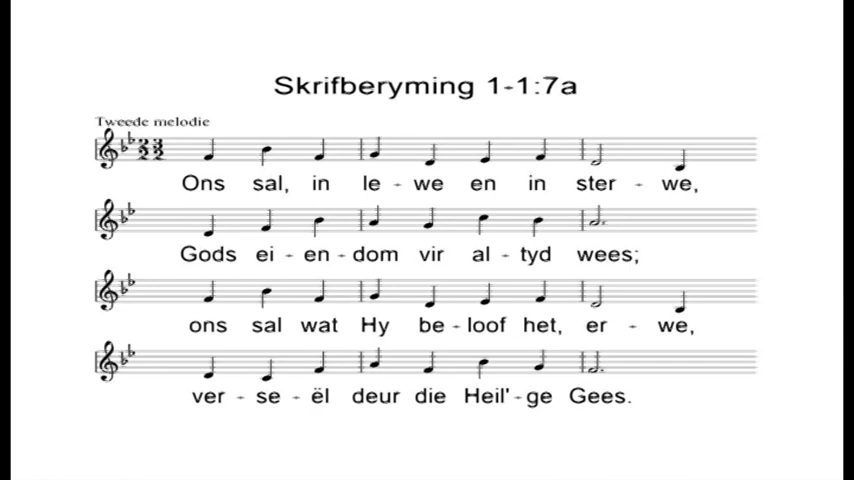 Skrifberyming 1-1:7a
Tweede melodie
Ons sal, in le - we en in ster - we,
Gods ei - en - dom vir al - tyd wees;
ons sal wat Hy be - loof het, er - we,
ver - se - ël deur die Heil' - ge Gees.